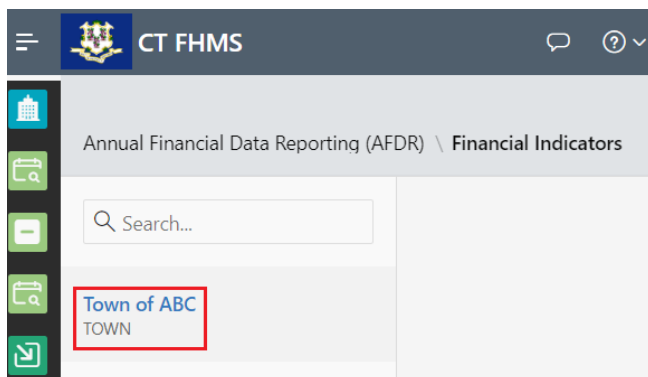 CT FHMS
Annual Financial Data Reporting (AFDR) \ Financial Indicators
Search...
Town of ABC
TOWN